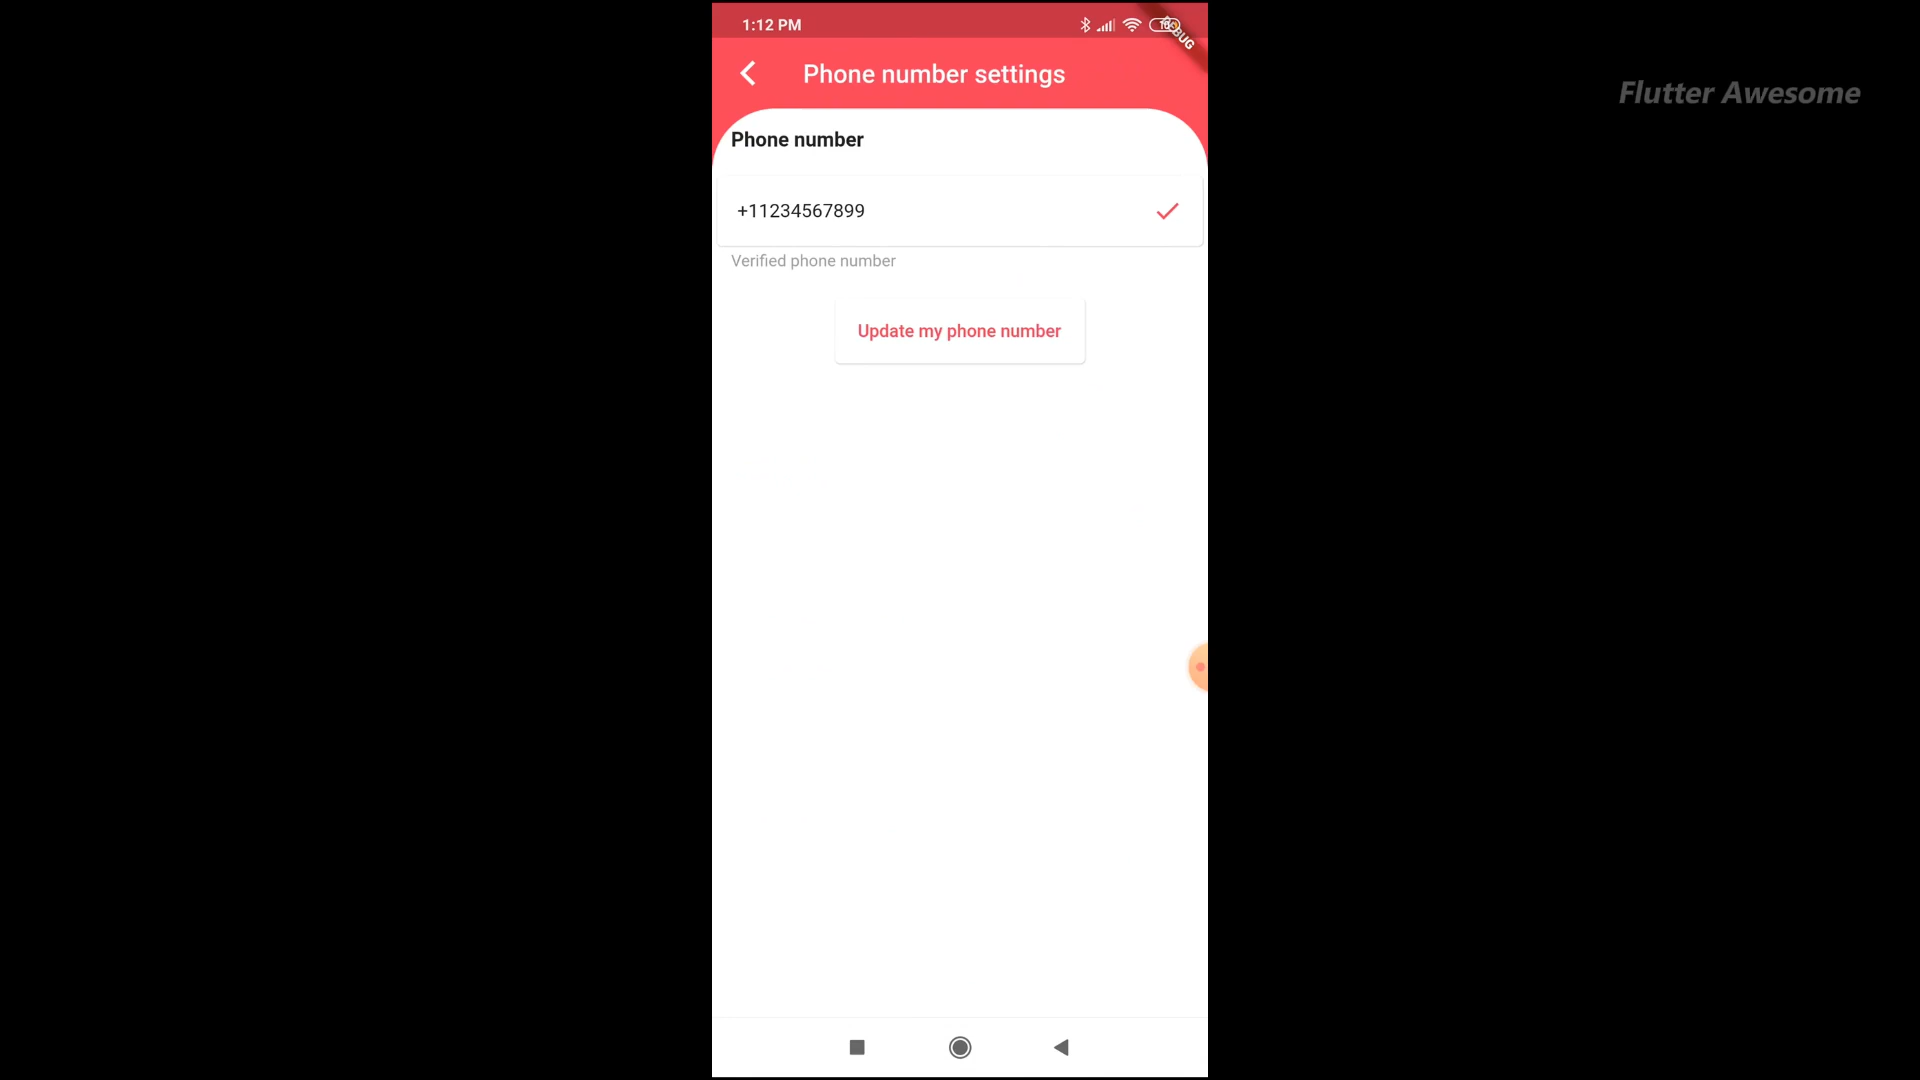 1:12 PM
Phone number settings
Flutter Awesome
Phone number
+11234567899
Verified phone number
Update my phone number